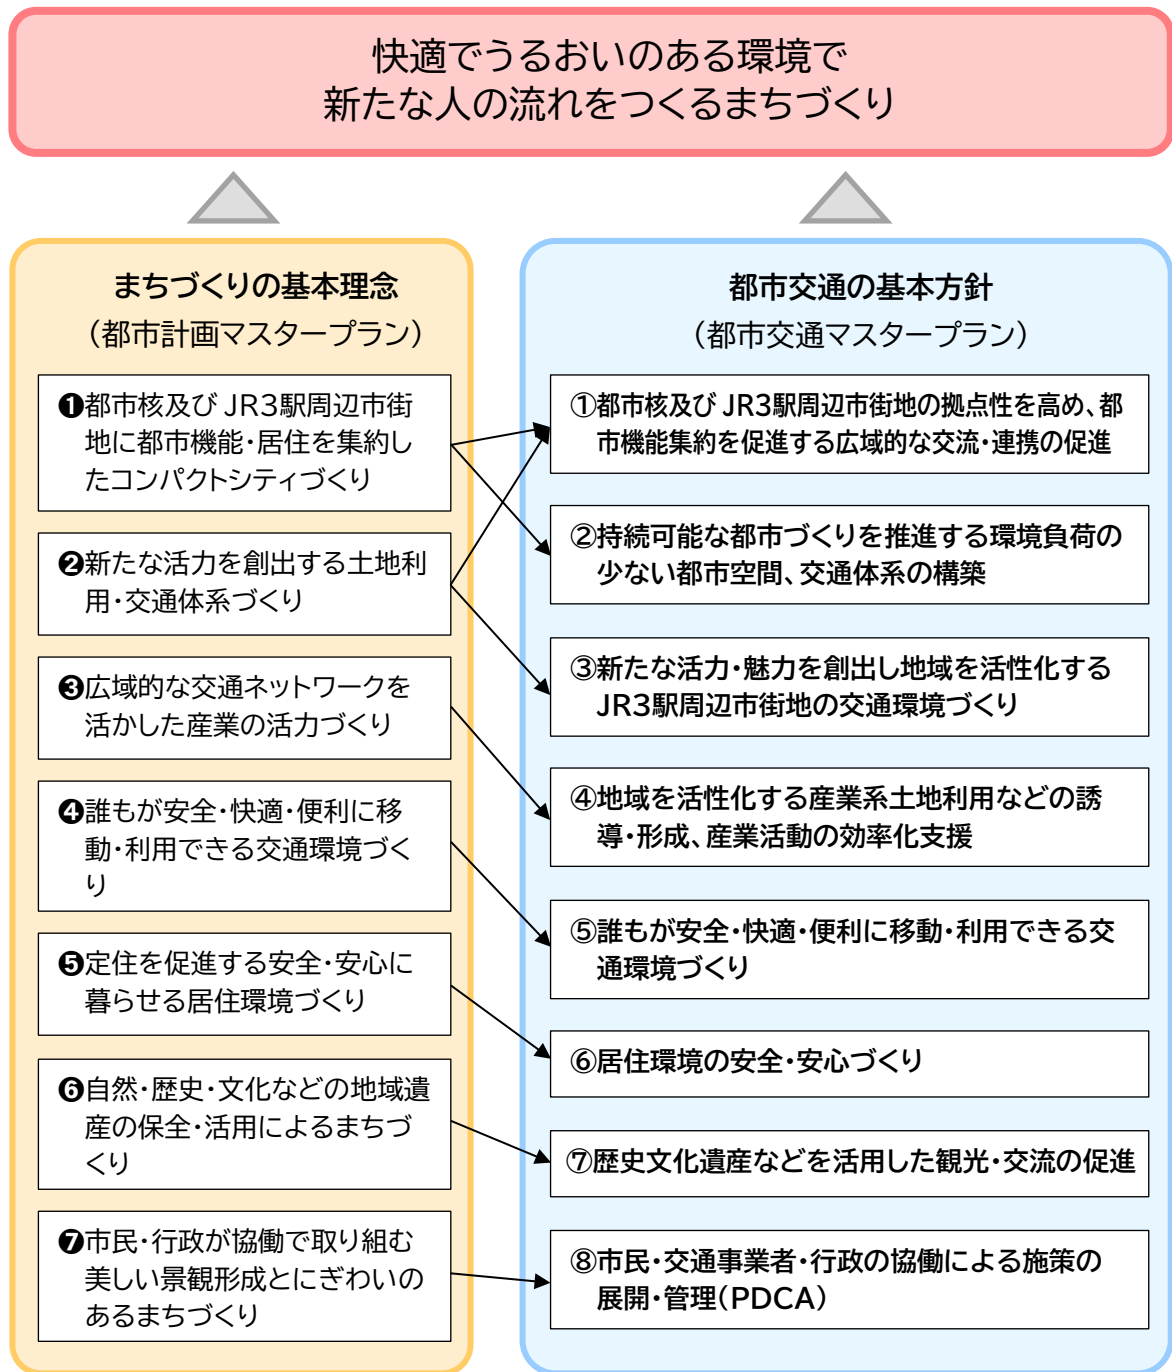 快適でうるおいのある環境で
新たな人の流れをつくるまちづくり
まちづくりの基本理念
（都市計画マスタープラン）
❶都市核及び JR3駅周辺市街
地に都市機能・居住を集約し
たコンパクトシティづくり
❷新たな活力を創出する土地利
用・交通体系づくり
❸広域的な交通ネットワークを
活かした産業の活力づくり
❹誰もが安全・快適・便利に移
動・利用できる交通環境づく
り
❺定住を促進する安全・安心に
暮らせる居住環境づくり
❻自然・歴史・文化などの地域遺
産の保全・活用によるまちづ
くり
❼市民・行政が協働で取り組む
美しい景観形成とにぎわいの
あるまちづくり
都市交通の基本方針
（都市交通マスタープラン）
①都市核及び JR3駅周辺市街地の拠点性を高め、都
市機能集約を促進する広域的な交流・連携の促進
②持続可能な都市づくりを推進する環境負荷の
少ない都市空間、交通体系の構築
③新たな活力・魅力を創出し地域を活性化する
JR3駅周辺市街地の交通環境づくり
④地域を活性化する産業系土地利用などの誘
導・形成、産業活動の効率化支援
⑤誰もが安全・快適・便利に移動・利用できる交
通環境づくり
⑥居住環境の安全・安心づくり
⑦歴史文化遺産などを活用した観光・交流の促進
⑧市民・交通事業者・行政の協働による施策の
展開・管理（PDCA）